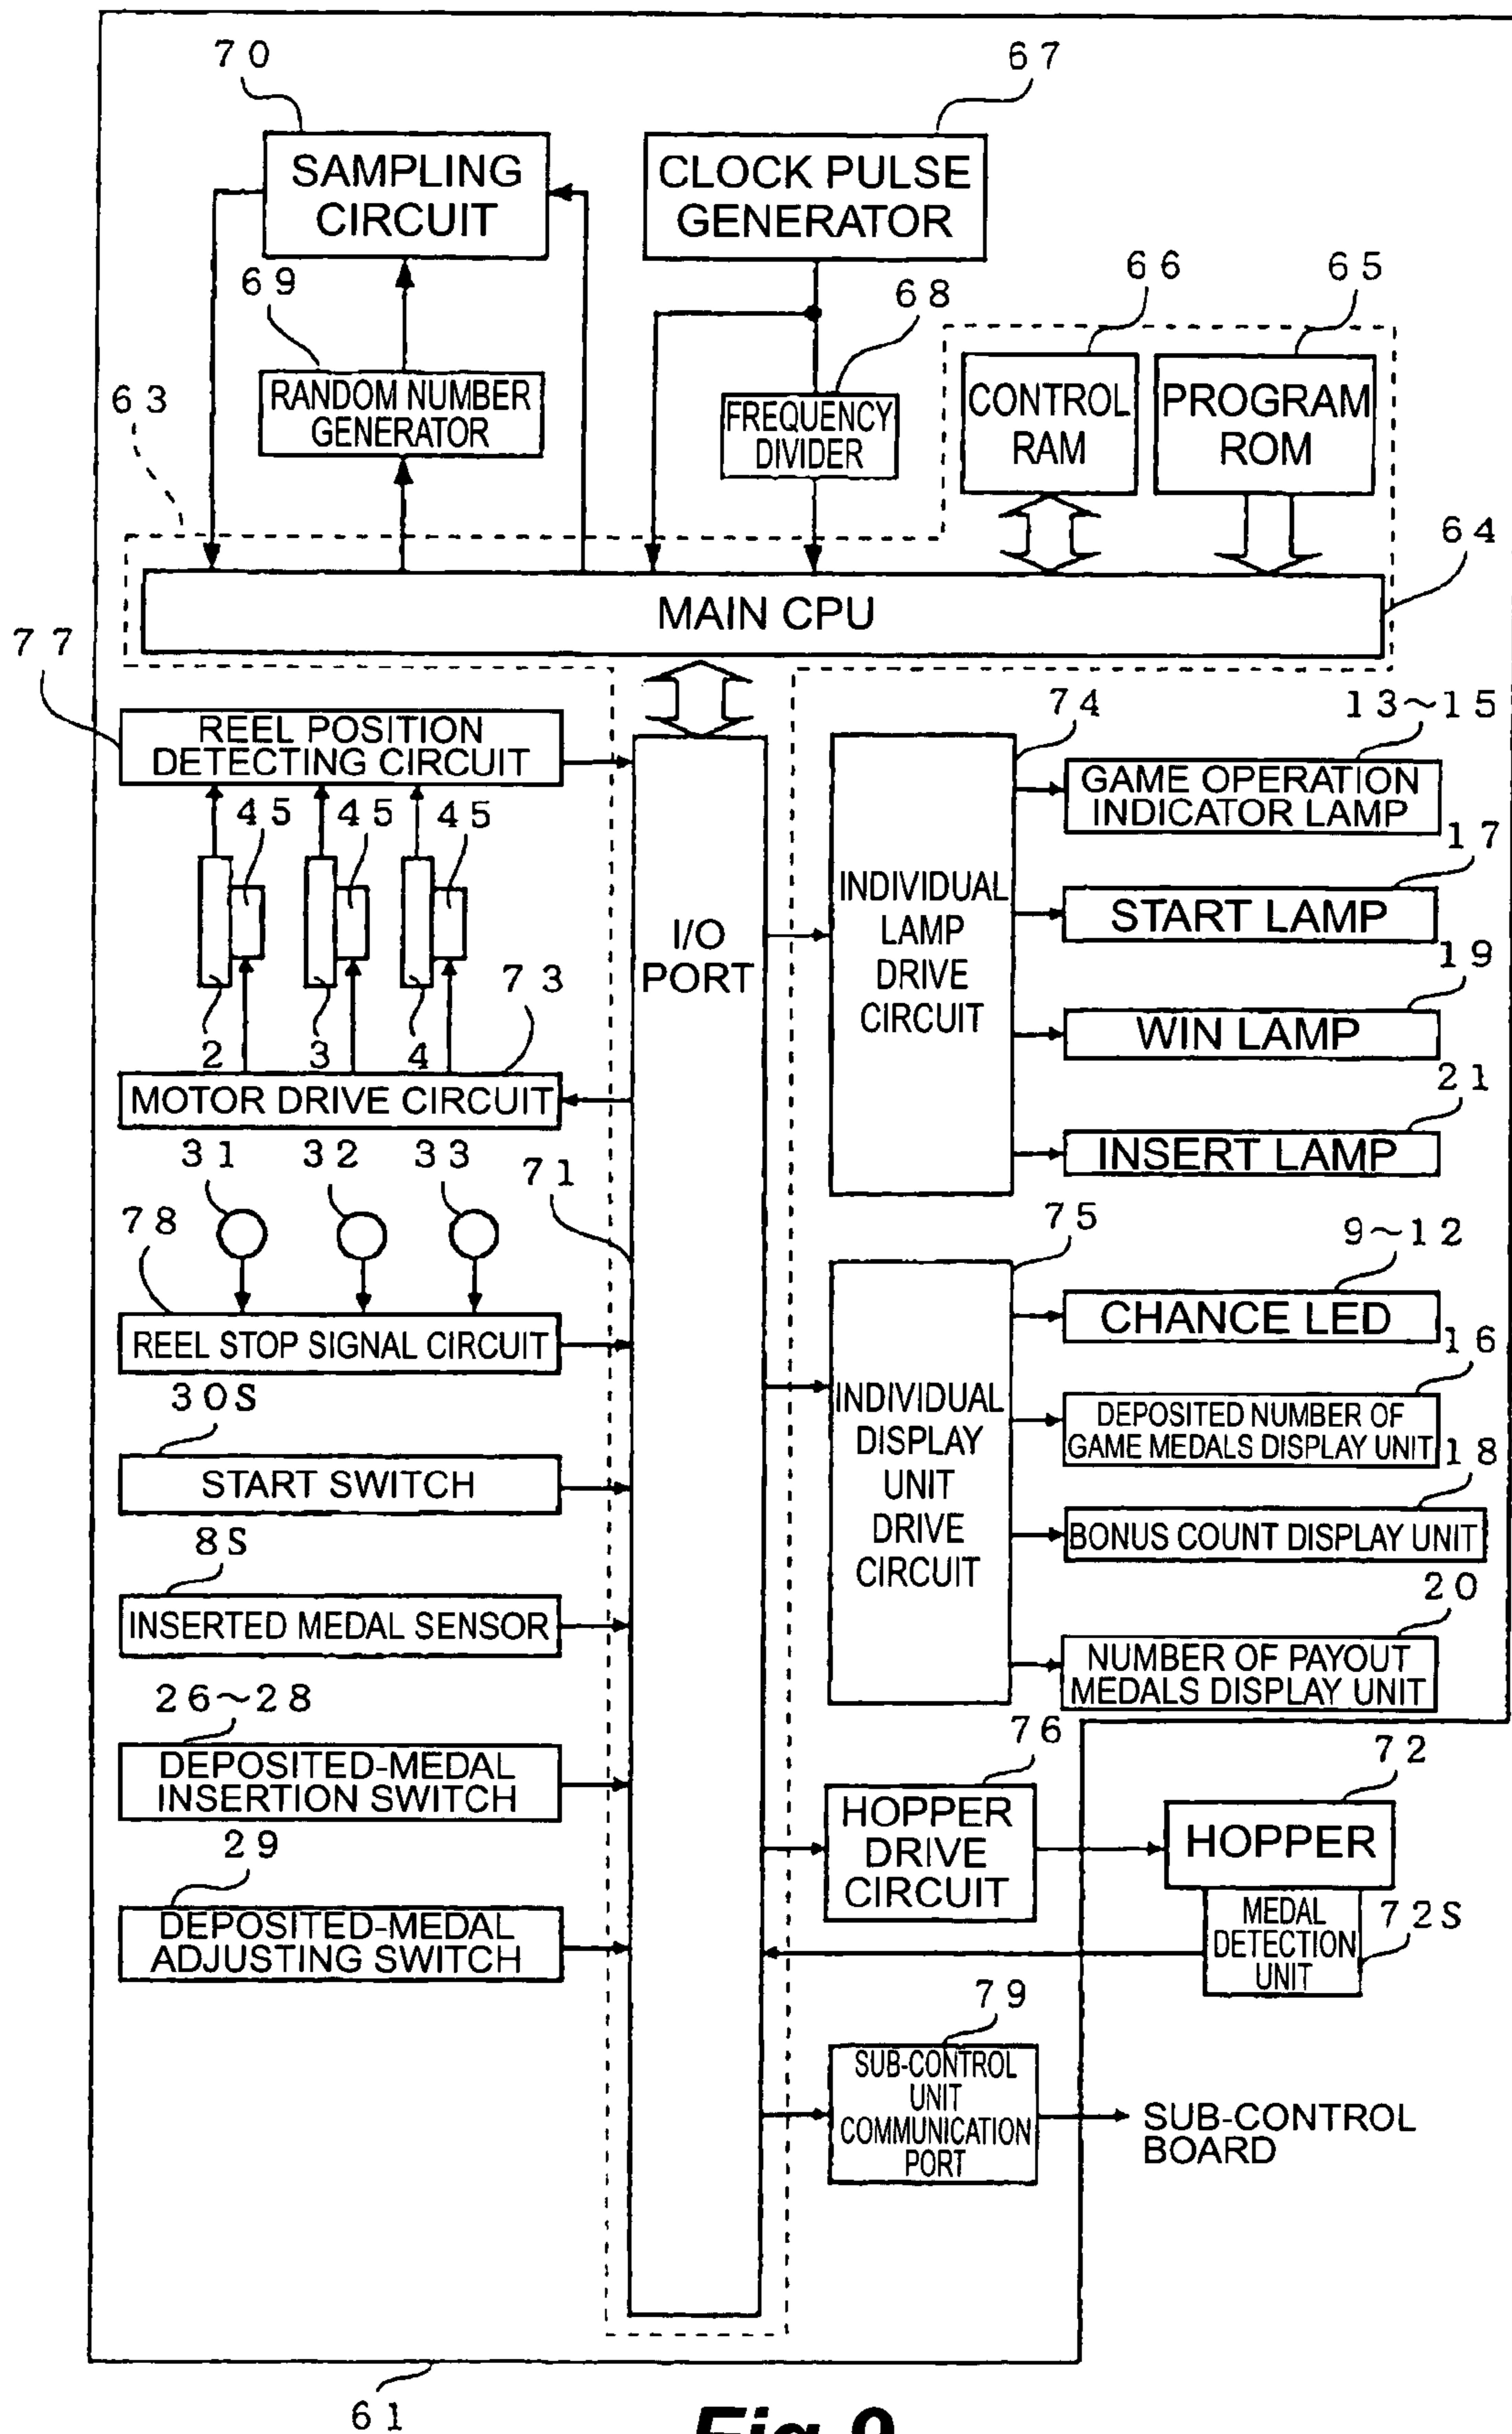 70
67
SAMPLING
CIRCUIT
CLOCK PULSE
GENERATOR
69
68
66
65
63
RANDOM NUMBER
GENERATOR
FREQUENCY
DIVIDER
CONTROL
RAM
PROGRAM
ROM
64
MAIN CPU
77
REEL POSITION
DETECTING CIRCUIT
74
13~15
GAME OPERATION
INDICATOR LAMP
45
45
45
17
INDIVIDUAL
LAMP
DRIVE
CIRCUIT
START LAMP
I/O
PORT
19
73
2
3
4
WIN LAMP
MOTOR DRIVE CIRCUIT
21
31
32
33
71
INSERT LAMP
78
75
9~12
REEL STOP SIGNAL CIRCUIT
CHANCE LED
16
30S
INDIVIDUAL
DISPLAY
UNIT
DRIVE
CIRCUIT
DEPOSITED NUMBER OF
GAME MEDALS DISPLAY UNIT
18
START SWITCH
BONUS COUNT DISPLAY UNIT
8S
20
INSERTED MEDAL SENSOR
NUMBER OF PAYOUT
MEDALS DISPLAY UNIT
26~28
76
72
DEPOSITED-MEDAL
INSERTION SWITCH
HOPPER
DRIVE
CIRCUIT
HOPPER
29
MEDAL
DETECTION
UNIT
72S
DEPOSITED-MEDAL
ADJUSTING SWITCH
79
SUB-CONTROL
UNIT
COMMUNICATION
PORT
SUB-CONTROL
BOARD
61
Fig.9